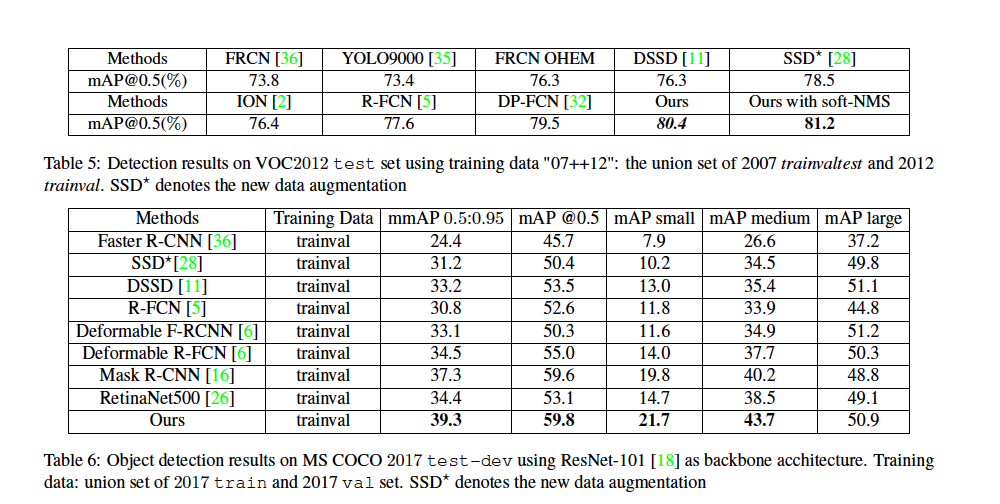 Methods FRCN [36] YOLO9000 [35] FRCN OHEM DSSD [11] SSD* [28]
mAP@0.5(%) 73.8 73.4 76.3 76.3 78.5
Methods ION [2] R-FCN [5] DP-FCN [32] Ours Ours with soft-NMS
mAP@0.5(%) 76.4 77.6 79.5 80.4 81.2
Table 5: Detection results on VOC2012 test set using training data "07++12": the union set of 2007 trainvaltest and 2012
trainval. SSD* denotes the new data augmentation
Methods Training Data mmAP 0.5:0.95 mAP @0.5 mAP small mAP medium mAP large
Faster R-CNN [36] trainval 24.4 45.7 7.9 26.6 37.2
SSD*[28] trainval 31.2 50.4 10.2 34.5 49.8
DSSD [11] trainval 33.2 53.5 13.0 35.4 51.1
R-FCN [5] trainval 30.8 52.6 11.8 33.9 44.8
Deformable F-RCNN [6] trainval 33.1 50.3 11.6 34.9 51.2
Deformable R-FCN [6] trainval 34.5 55.0 14.0 37.7 50.3
Mask R-CNN [16] trainval 37.3 59.6 19.8 40.2 48.8
RetinaNet500 [26] trainval 34.4 53.1 14.7 38.5 49.1
Ours trainval 39.3 59.8 21.7 43.7 50.9
Table 6: Object detection results on MS COCO 2017 test-dev using ResNet-101 [18] as backbone acchitecture. Training
data: union set of 2017 train and 2017 val set. SSD* denotes the new data augmentation